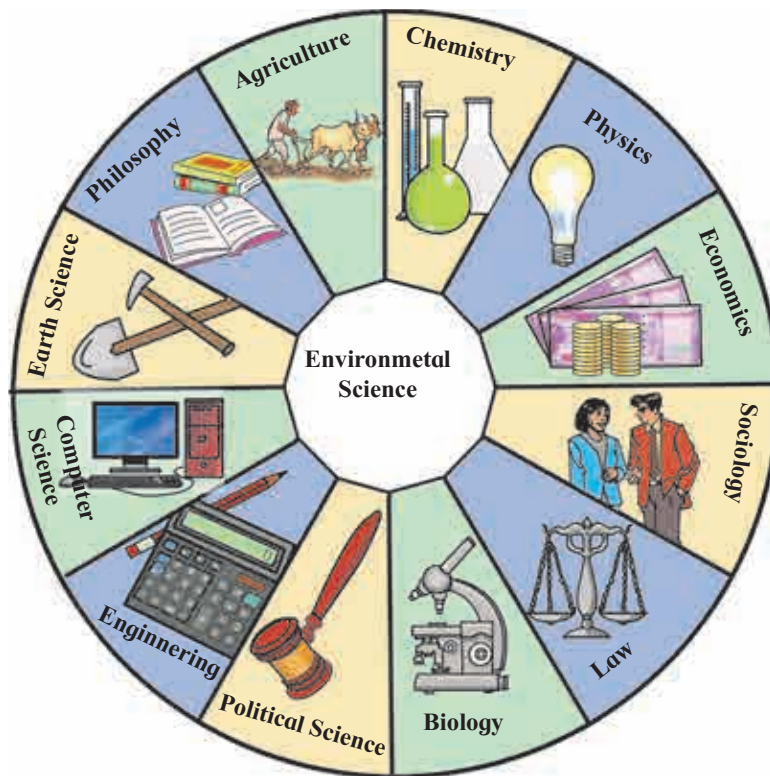 Environmetal
Science
Chemistry
Physics
Economics
Sociology
Law
Biology
Political Science
Enginnering
Computer
Science
Earth Science
Philosophy
Agriculture